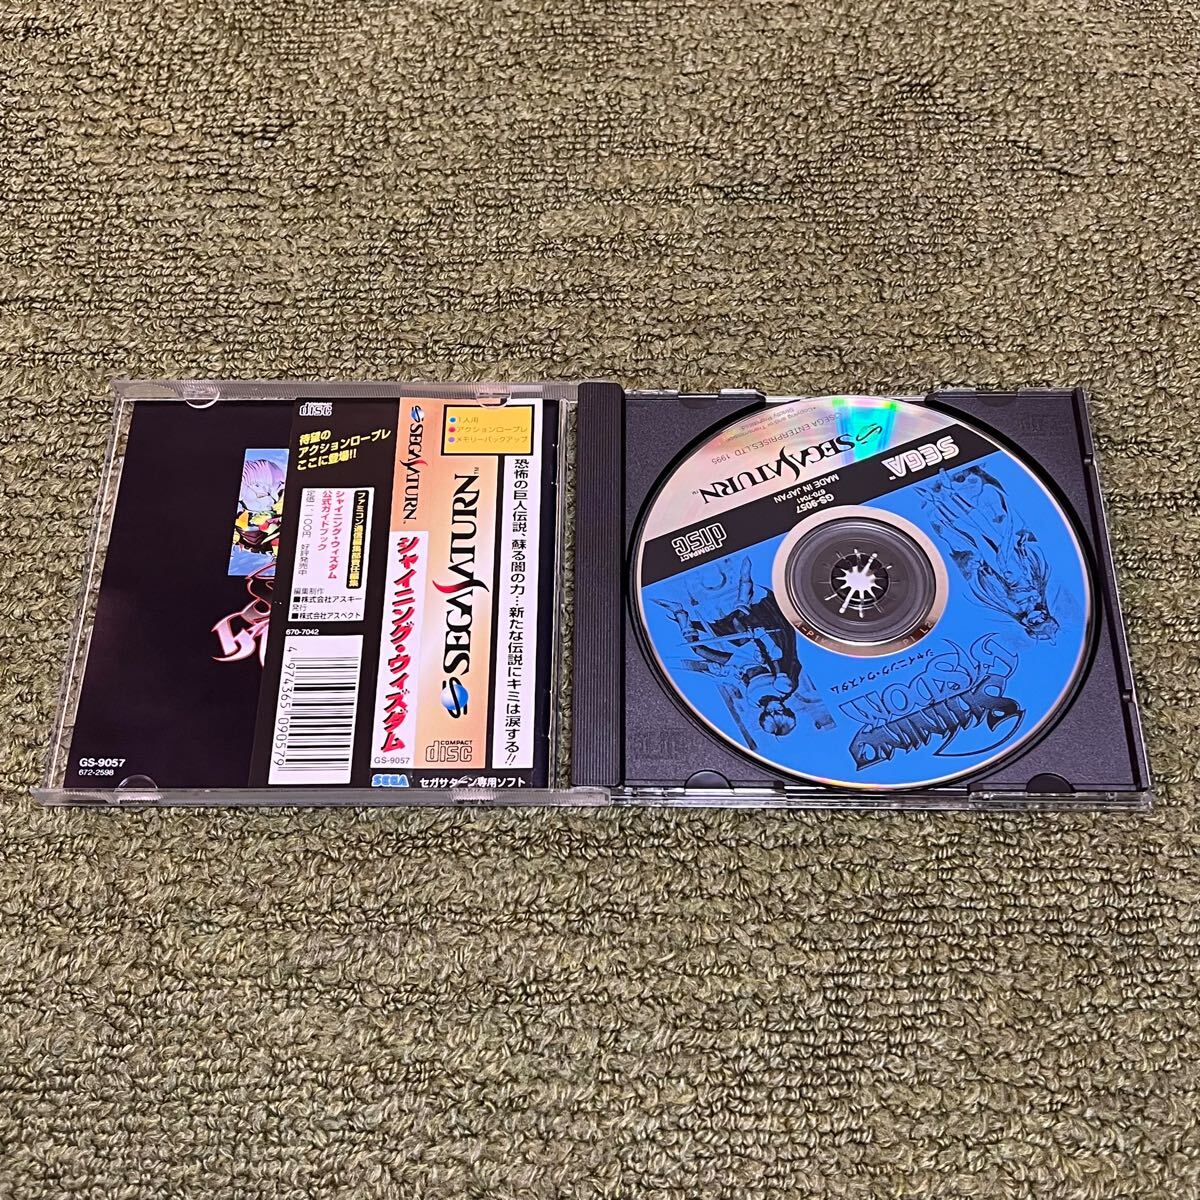 COMPACT
disc
待望の
アクションロープレ
ここに登場!!
ファミコン通信編集部責任編集
シャイニング・ウィズダム
公式ガイドブック
定価1,100円 好評発売中
編集制作
■株式会社アスキー
発行
■株式会社アスペクト
670-7042
4 974365 090579
SEGA SATURN™
シャイニング・ウィズダム
GS-9057
SEGA
1人用
アクションロープレ
メモリーバックアップ
SEGA SATURN™
COMPACT
disc
恐怖の巨人伝説、蘇る闇の力…新たな伝説にキミは涙する!!
セガサターン専用ソフト
GS-9057
672-2598
SEGA™
SEGA SATURN™
©SEGA ENTERPRISES,LTD. 1995
GS-9057
670-7041
MADE IN JAPAN
COMPACT
disc
シャイニング・ウィズダム
SHINING
WISDOM